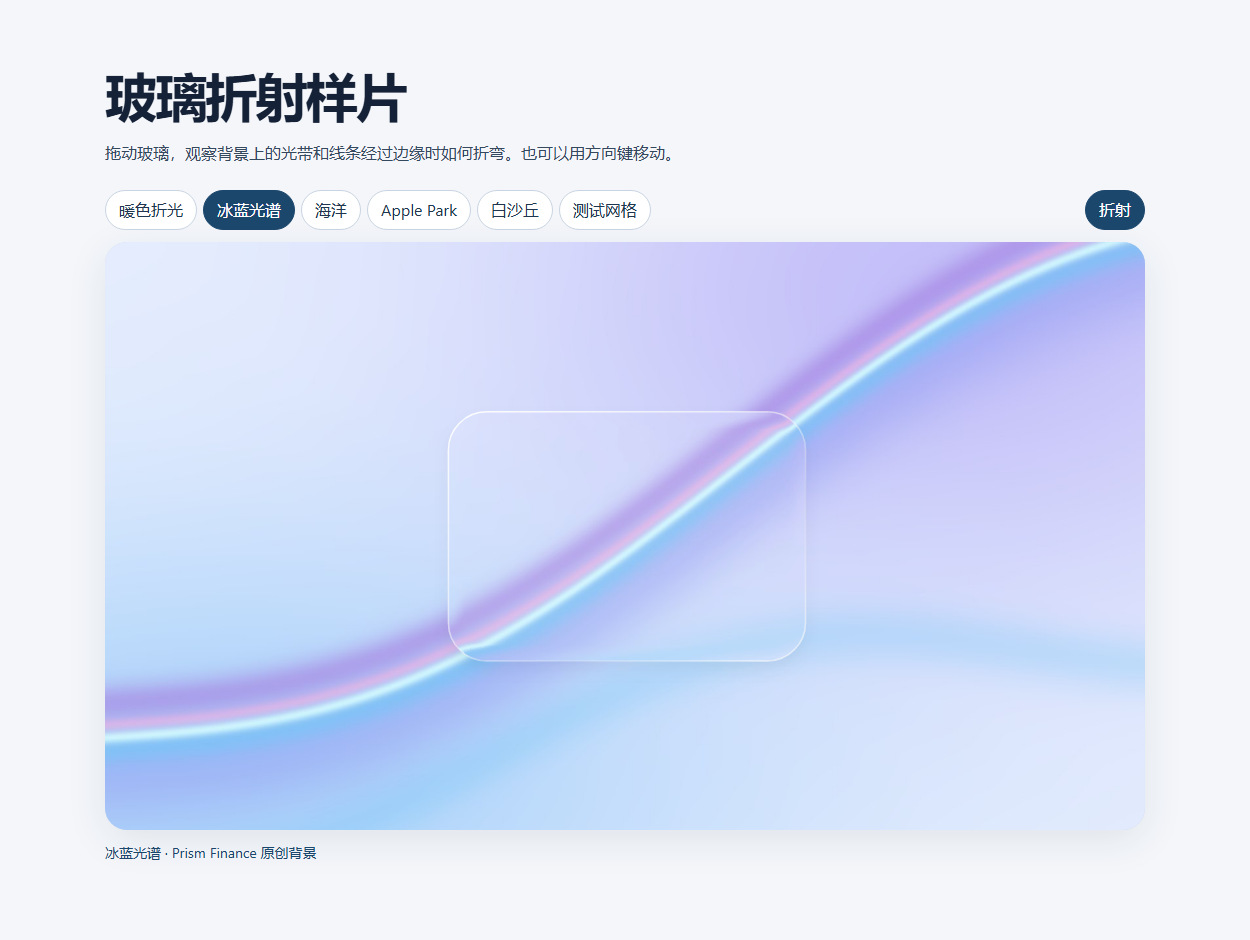 玻璃折射样片
拖动玻璃，观察背景上的光带和线条经过边缘时如何折弯。也可以用方向键移动。
暖色折光 冰蓝光谱 海洋 Apple Park 白沙丘 测试网格 折射
冰蓝光谱 · Prism Finance 原创背景